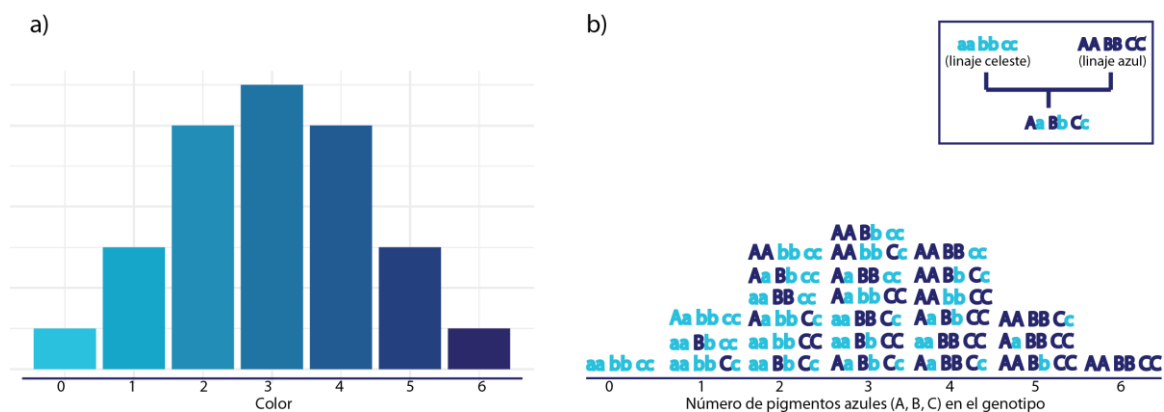 a)
0 1 2 3 4 5 6
Color
b)
aa bb cc AA BB CC
(linaje celeste) (linaje azul)
Aa Bb Cc
AA Bb cc
AA bb cc AA bb Cc AA BB cc
Aa Bb cc Aa BB cc AA Bb Cc
aa BB cc Aa bb CC AA bb CC
Aa bb cc Aa bb Cc aa BB Cc Aa Bb CC AA BB Cc
aa Bb cc aa bb CC aa Bb CC aa BB CC Aa BB CC
aa bb cc aa bb Cc aa Bb Cc Aa Bb Cc Aa BB Cc AA Bb CC AA BB CC
0 1 2 3 4 5 6
Número de pigmentos azules (A, B, C) en el genotipo